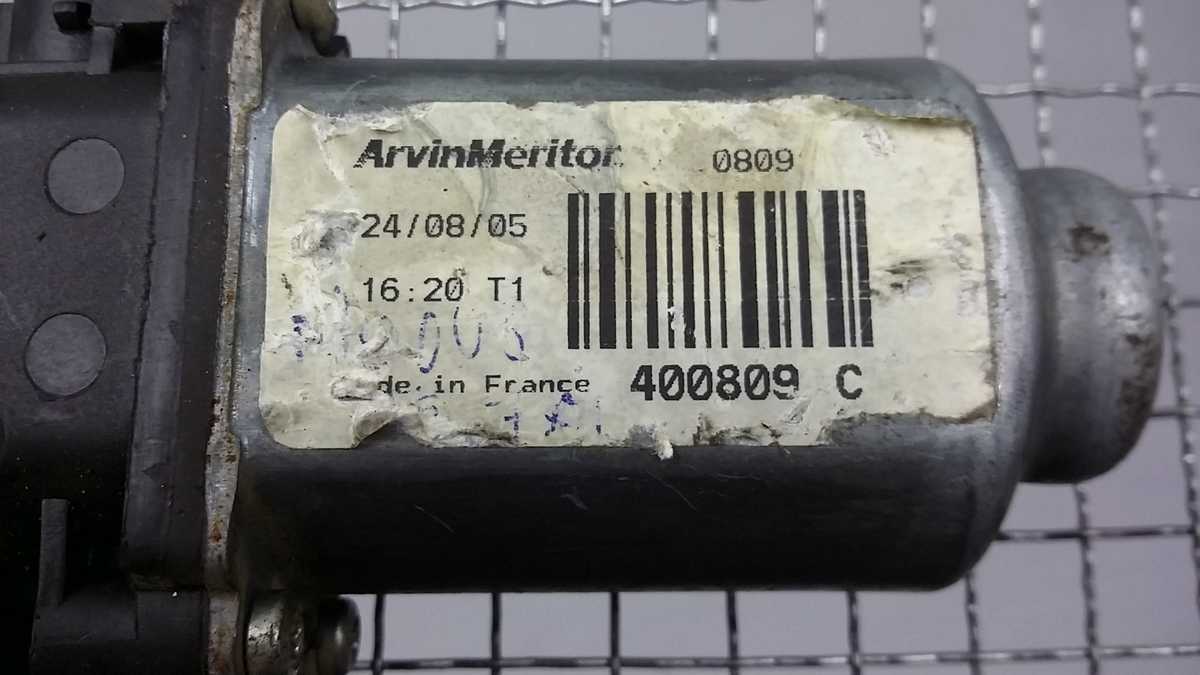 ArvinMeritor 0809
24/08/05
16:20 T1
de in France 400809 C